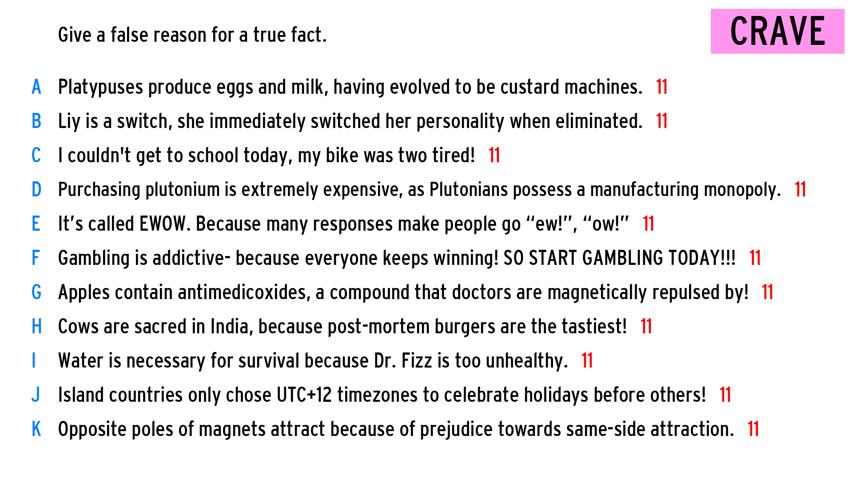 Give a false reason for a true fact.
CRAVE
A Platypuses produce eggs and milk, having evolved to be custard machines. 11
B Liy is a switch, she immediately switched her personality when eliminated. 11
C I couldn't get to school today, my bike was two tired! 11
D Purchasing plutonium is extremely expensive, as Plutonians possess a manufacturing monopoly. 11
E It’s called EWOW. Because many responses make people go “ew!”, “ow!” 11
F Gambling is addictive- because everyone keeps winning! SO START GAMBLING TODAY!!! 11
G Apples contain antimedicoxides, a compound that doctors are magnetically repulsed by! 11
H Cows are sacred in India, because post-mortem burgers are the tastiest! 11
I Water is necessary for survival because Dr. Fizz is too unhealthy. 11
J Island countries only chose UTC+12 timezones to celebrate holidays before others! 11
K Opposite poles of magnets attract because of prejudice towards same-side attraction. 11